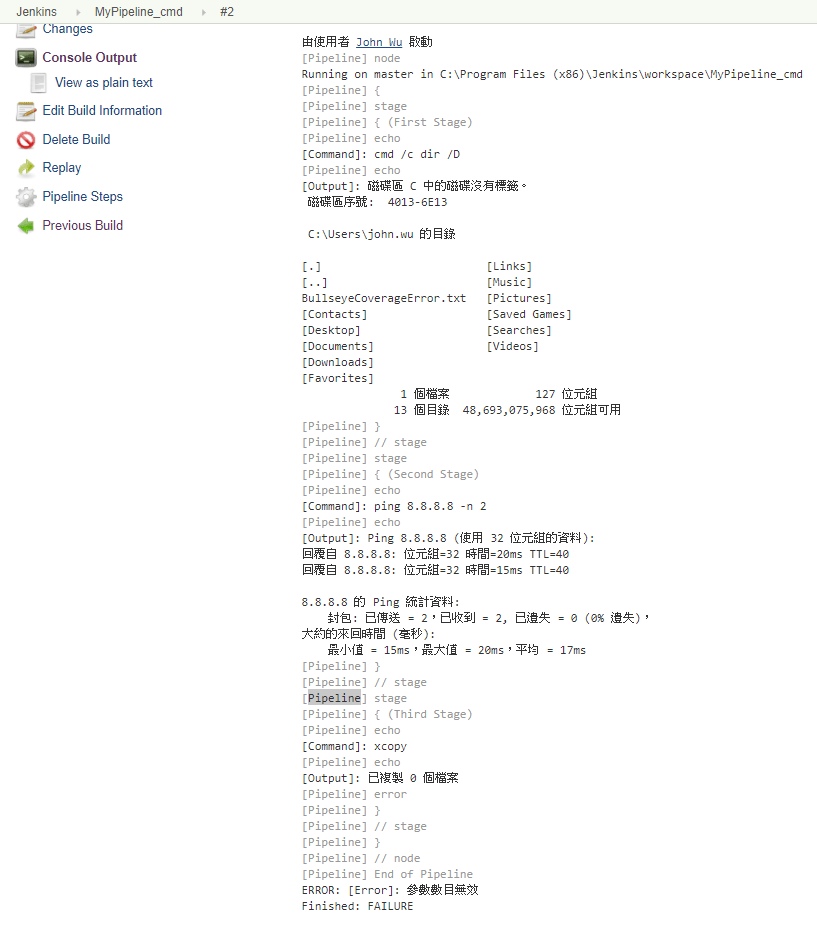 Jenkins MyPipeline_cmd #2
Changes
Console Output
View as plain text
Edit Build Information
Delete Build
Replay
Pipeline Steps
Previous Build
由使用者 John Wu 啟動
[Pipeline] node
Running on master in C:\Program Files (x86)\Jenkins\workspace\MyPipeline_cmd
[Pipeline] {
[Pipeline] stage
[Pipeline] { (First Stage)
[Pipeline] echo
[Command]: cmd /c dir /D
[Pipeline] echo
[Output]: 磁碟區 C 中的磁碟沒有標籤。
磁碟區序號: 4013-6E13
C:\Users\john.wu 的目錄
[.] [Links]
[..] [Music]
BullseyeCoverageError.txt [Pictures]
[Contacts] [Saved Games]
[Desktop] [Searches]
[Documents] [Videos]
[Downloads]
[Favorites]
1 個檔案 127 位元組
13 個目錄 48,693,075,968 位元組可用
[Pipeline] }
[Pipeline] // stage
[Pipeline] stage
[Pipeline] { (Second Stage)
[Pipeline] echo
[Command]: ping 8.8.8.8 -n 2
[Pipeline] echo
[Output]: Ping 8.8.8.8 (使用 32 位元組的資料):
回覆自 8.8.8.8: 位元組=32 時間=20ms TTL=40
回覆自 8.8.8.8: 位元組=32 時間=15ms TTL=40
8.8.8.8 的 Ping 統計資料:
封包: 已傳送 = 2，已收到 = 2, 已遺失 = 0 (0% 遺失)，
大約的來回時間 (毫秒):
最小值 = 15ms，最大值 = 20ms，平均 = 17ms
[Pipeline] }
[Pipeline] // stage
[Pipeline] stage
[Pipeline] { (Third Stage)
[Pipeline] echo
[Command]: xcopy
[Pipeline] echo
[Output]: 已複製 0 個檔案
[Pipeline] error
[Pipeline] }
[Pipeline] // stage
[Pipeline] }
[Pipeline] // node
[Pipeline] End of Pipeline
ERROR: [Error]: 參數數目無效
Finished: FAILURE